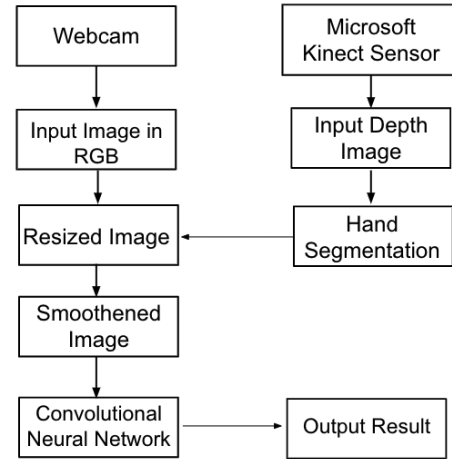 Webcam
Microsoft
Kinect Sensor
Input Image in
RGB
Input Depth
Image
Resized Image
Hand
Segmentation
Smoothened
Image
Convolutional
Neural Network
Output Result